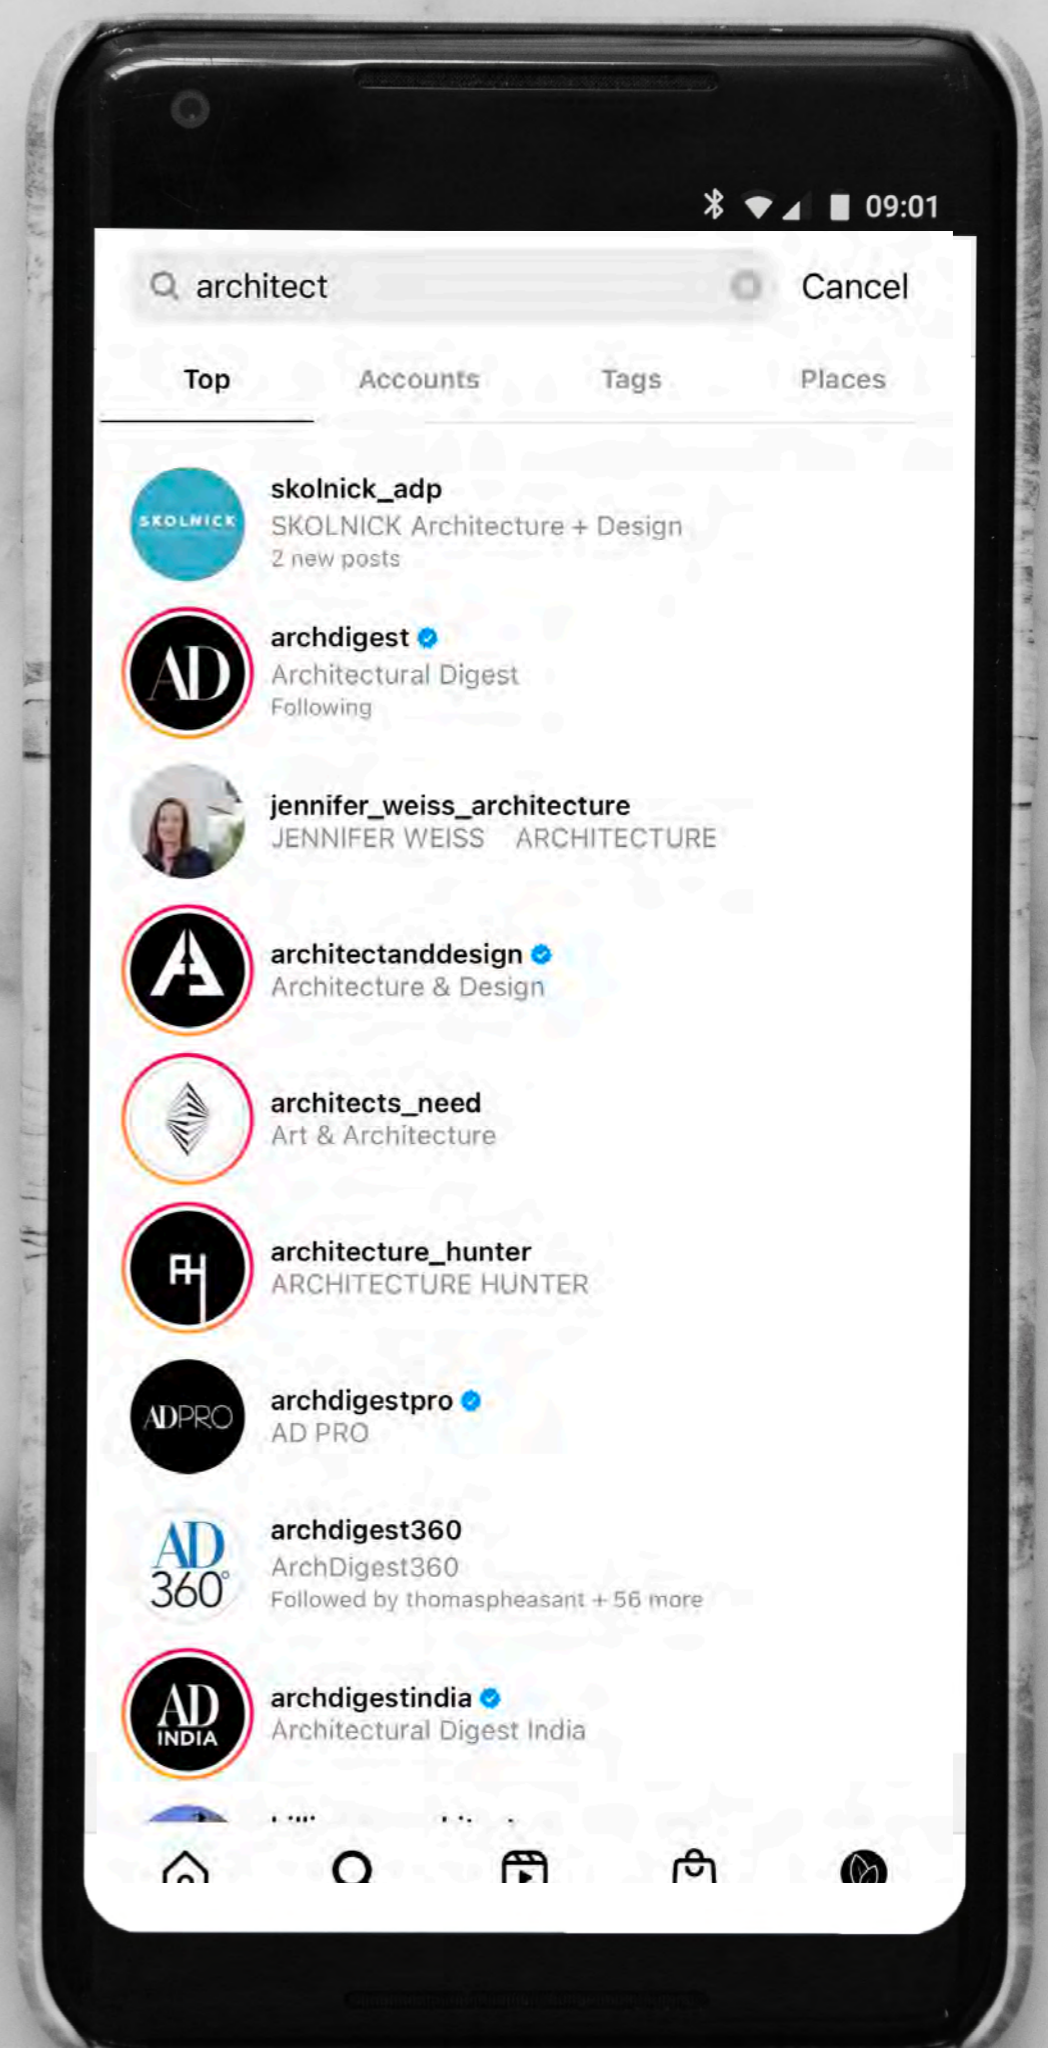 09:01
architect
Cancel
Top Accounts Tags Places
SKOLNICK
skolnick_adp
SKOLNICK Architecture + Design
2 new posts
AD
archdigest
Architectural Digest
Following
jennifer_weiss_architecture
JENNIFER WEISS ARCHITECTURE
architectanddesign
Architecture & Design
architects_need
Art & Architecture
AH
architecture_hunter
ARCHITECTURE HUNTER
ADPRO
archdigestpro
AD PRO
AD
360°
archdigest360
ArchDigest360
Followed by thomaspheasant + 56 more
AD
INDIA
archdigestindia
Architectural Digest India